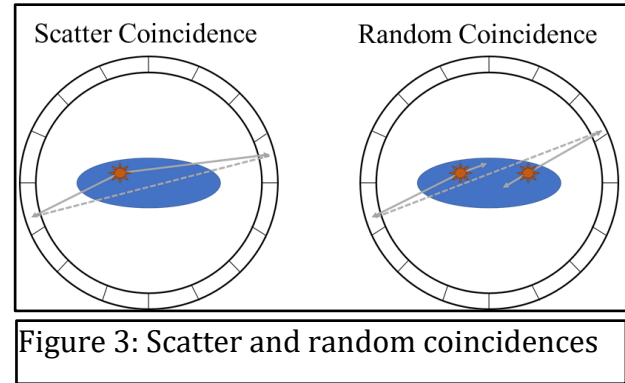 Scatter Coincidence
Random Coincidence
Figure 3: Scatter and random coincidences